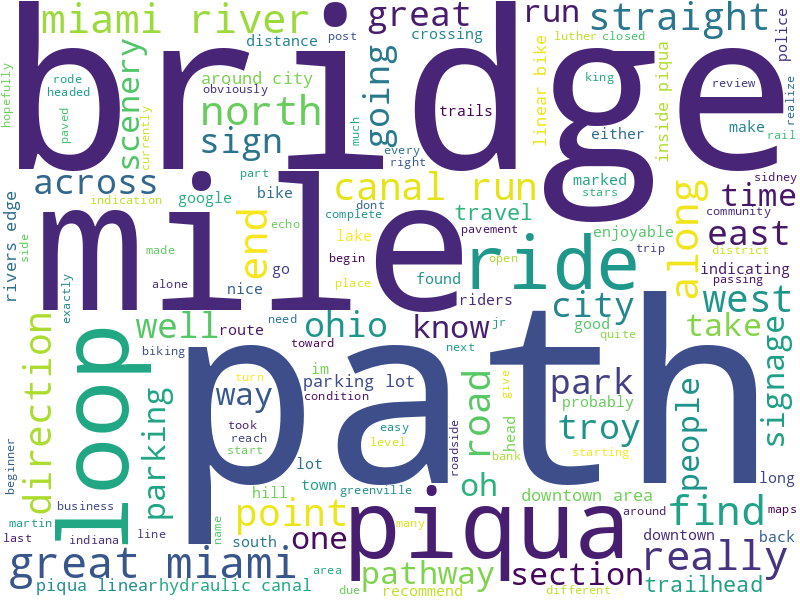 miami river
great
run
straight
post
crossing
luther
closed
police
distance
bridge
hopefully
rode
headed
paved
scenery
currently
around city
obviously
north
sign
going
much
every
right
trails
king
linear bike
either
inside piqua
review
make
realize
rail
across
indication
part
google
bike
dont
canal run
marked
stars
sidney
time
community
rivers edge
side
mile
made
alone
nice
end
go
echo
complete
lake
begin
travel
pavement
found
open
place
riders
ride
enjoyable
trip
along
east
district
indicating
passing
exactly
direction
loop
well
route
need
ohio
toward
know
jr
next
city
good
quite
west
take
biking
parking
way
im
turn
parking lot
condition
path
road
give
park
probably
signage
took
reach
start
easy
level
head
roadside
troy
people
starting
bank
beginner
business
martin
last
indiana
line
hill
lot
town
greenville
oh
downtown area
long
maps
name
point
south
one
piqua
many
around
find
downtown
back
great miami
area
pathway
section
really
piqua linearhydraulic canal
due
recommend
different
trailhead